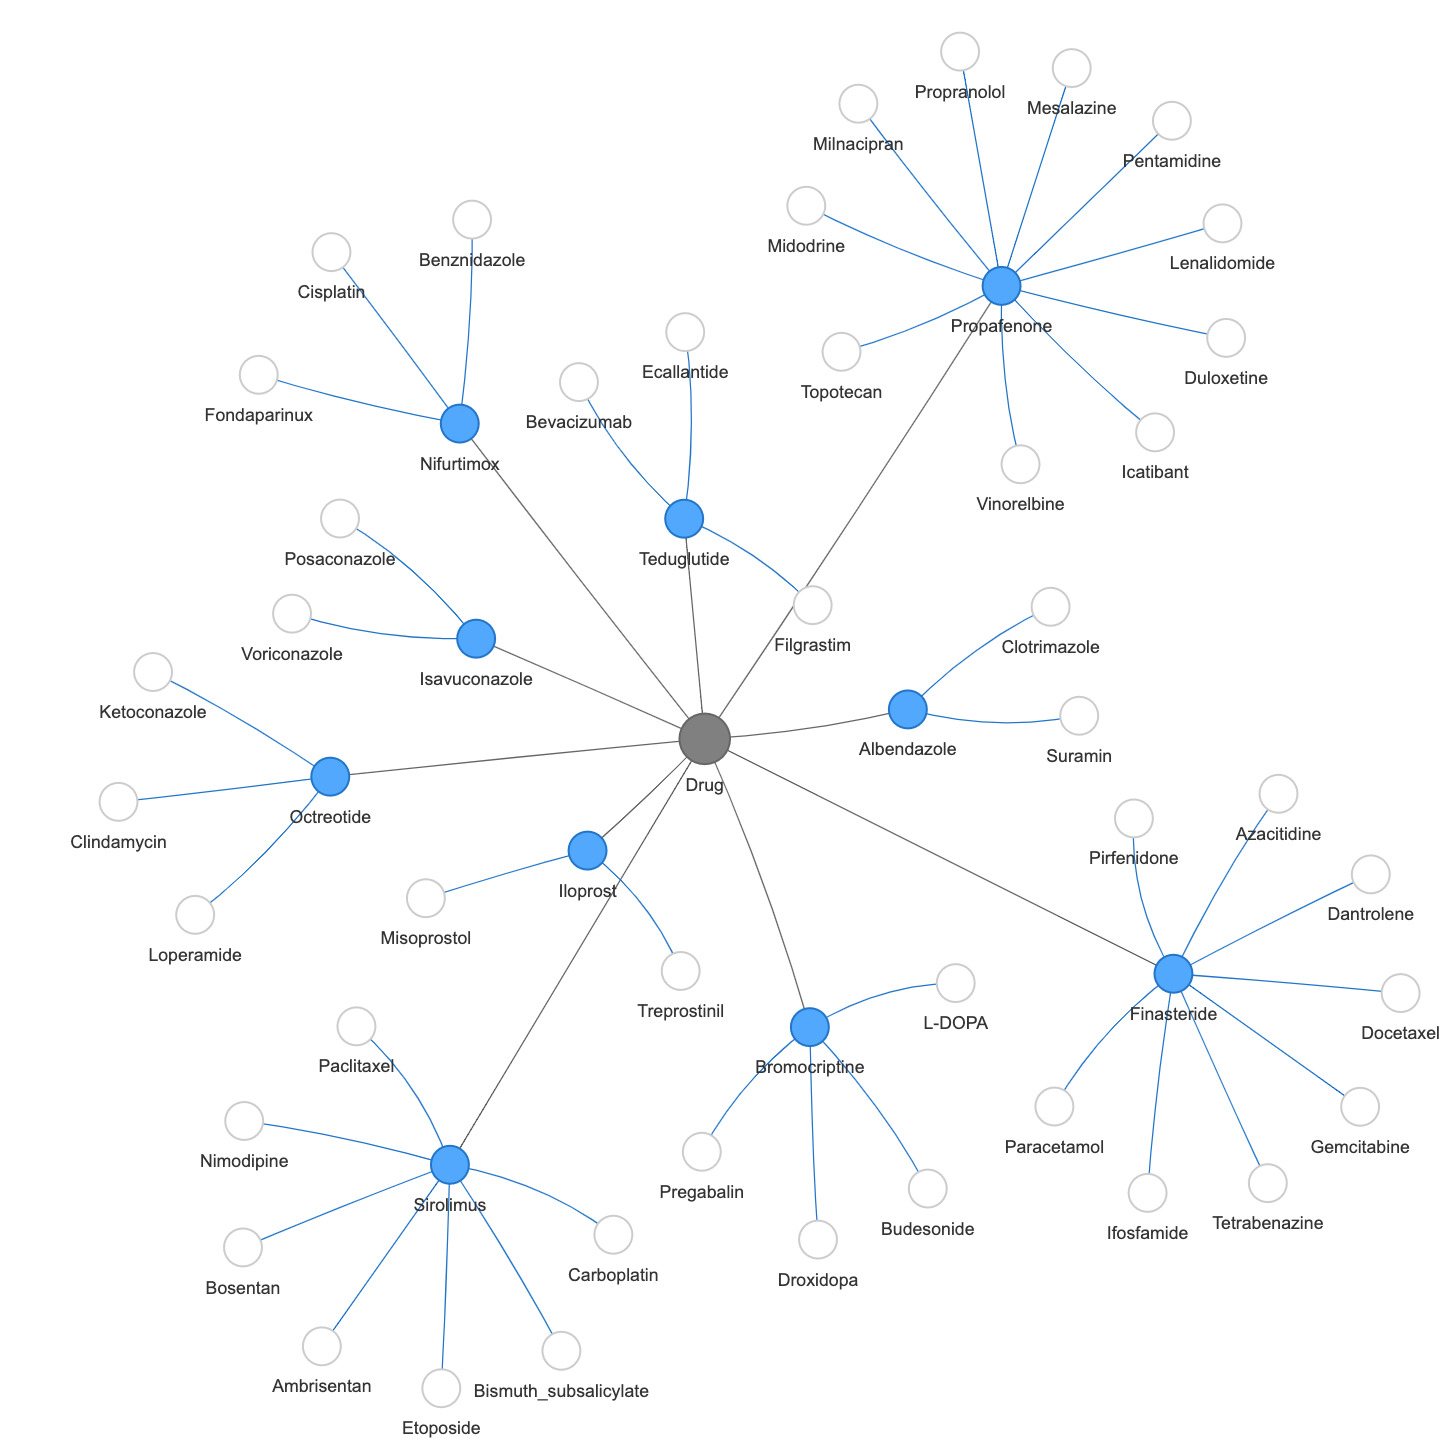 Propranolol
Mesalazine
Milnacipran
Pentamidine
Midodrine
Lenalidomide
Benznidazole
Cisplatin
Propafenone
Ecallantide
Duloxetine
Topotecan
Fondaparinux
Bevacizumab
Nifurtimox
Icatibant
Vinorelbine
Posaconazole
Teduglutide
Voriconazole
Filgrastim
Clotrimazole
Isavuconazole
Ketoconazole
Albendazole
Suramin
Drug
Octreotide
Azacitidine
Clindamycin
Pirfenidone
Iloprost
Dantrolene
Misoprostol
Loperamide
Treprostinil
Finasteride
L-DOPA
Docetaxel
Paclitaxel
Bromocriptine
Paracetamol
Gemcitabine
Nimodipine
Pregabalin
Sirolimus
Tetrabenazine
Budesonide
Ifosfamide
Carboplatin
Droxidopa
Bosentan
Ambrisentan
Bismuth_subsalicylate
Etoposide